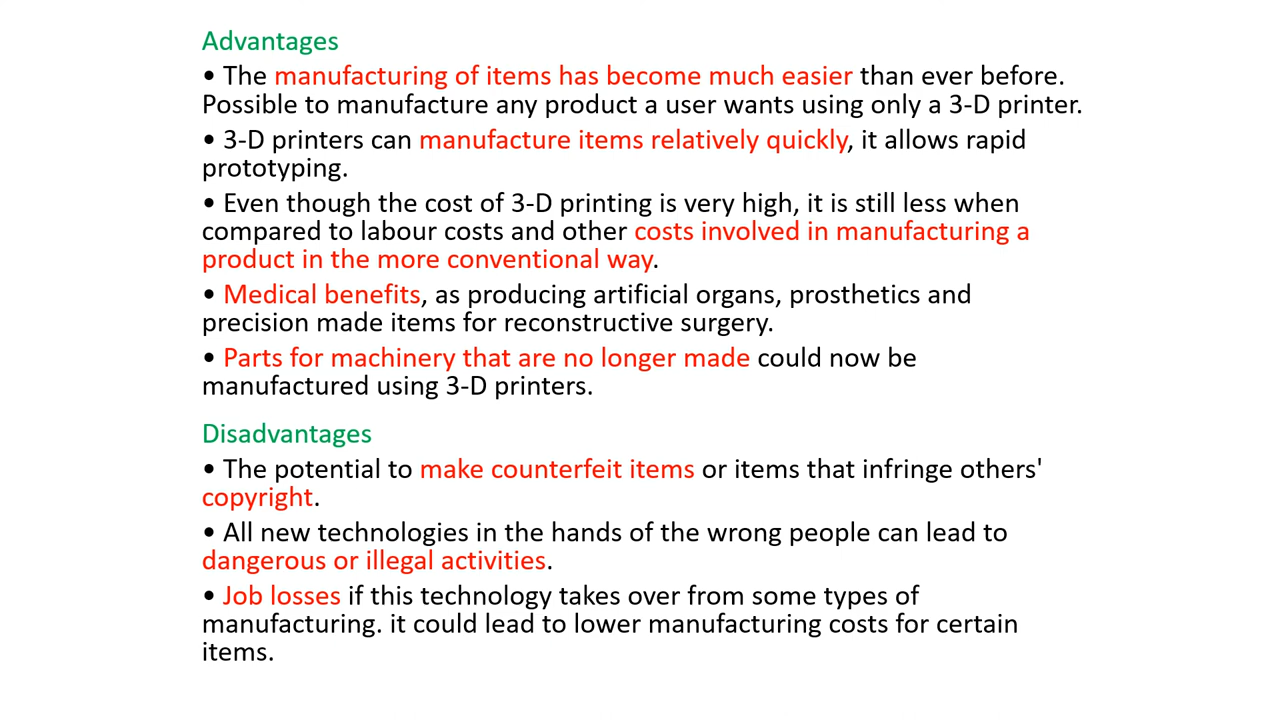 Advantages
• The manufacturing of items has become much easier than ever before.
Possible to manufacture any product a user wants using only a 3-D printer.
• 3-D printers can manufacture items relatively quickly, it allows rapid
prototyping.
• Even though the cost of 3-D printing is very high, it is still less when
compared to labour costs and other costs involved in manufacturing a
product in the more conventional way.
• Medical benefits, as producing artificial organs, prosthetics and
precision made items for reconstructive surgery.
• Parts for machinery that are no longer made could now be
manufactured using 3-D printers.
Disadvantages
• The potential to make counterfeit items or items that infringe others'
copyright.
• All new technologies in the hands of the wrong people can lead to
dangerous or illegal activities.
• Job losses if this technology takes over from some types of
manufacturing. it could lead to lower manufacturing costs for certain
items.